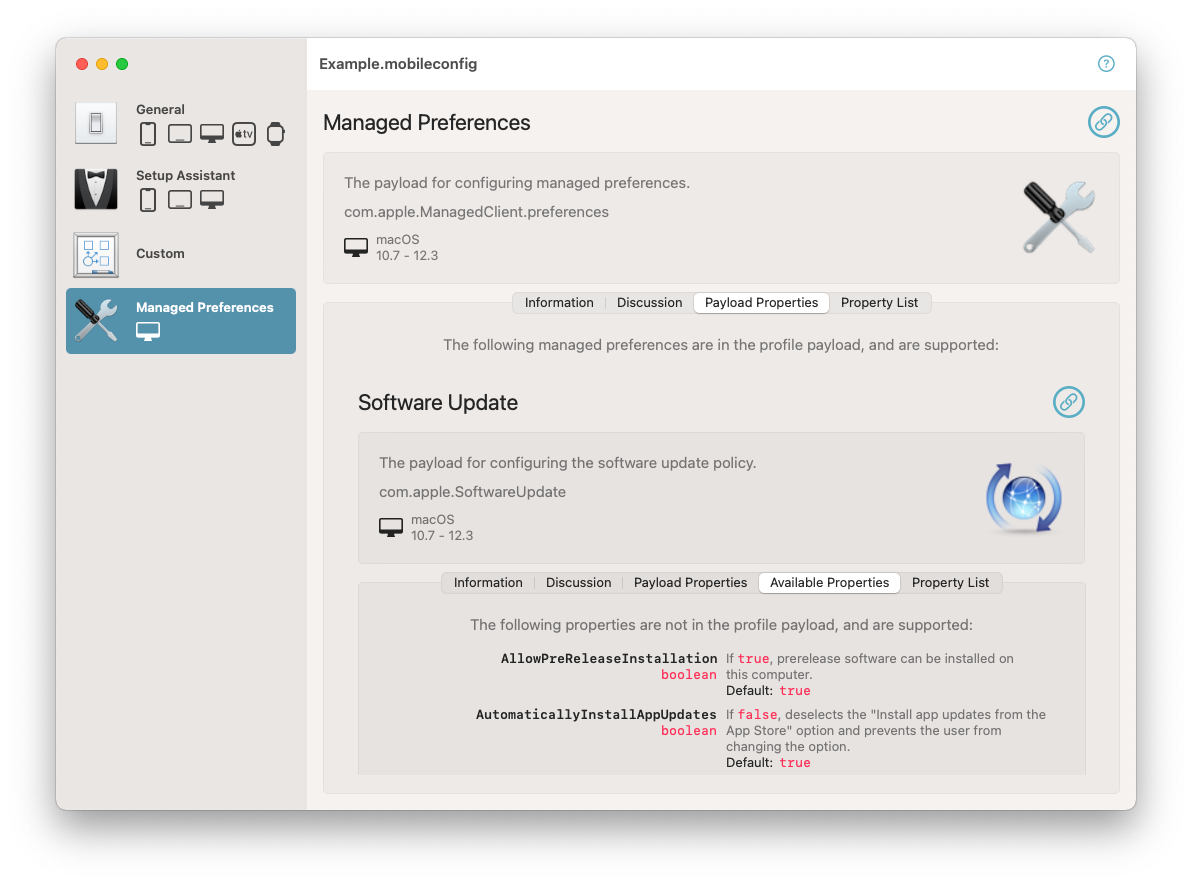 Example.mobileconfig
?
General
tv
Setup Assistant
Custom
Managed Preferences
Managed Preferences
The payload for configuring managed preferences.
com.apple.ManagedClient.preferences
macOS
10.7 - 12.3
Information Discussion Payload Properties Property List
The following managed preferences are in the profile payload, and are supported:
Software Update
The payload for configuring the software update policy.
com.apple.SoftwareUpdate
macOS
10.7 - 12.3
Information Discussion Payload Properties Available Properties Property List
The following properties are not in the profile payload, and are supported:
AllowPreReleaseInstallation If true, prerelease software can be installed on
boolean this computer.
Default: true
AutomaticallyInstallAppUpdates If false, deselects the "Install app updates from the
boolean App Store" option and prevents the user from
changing the option.
Default: true